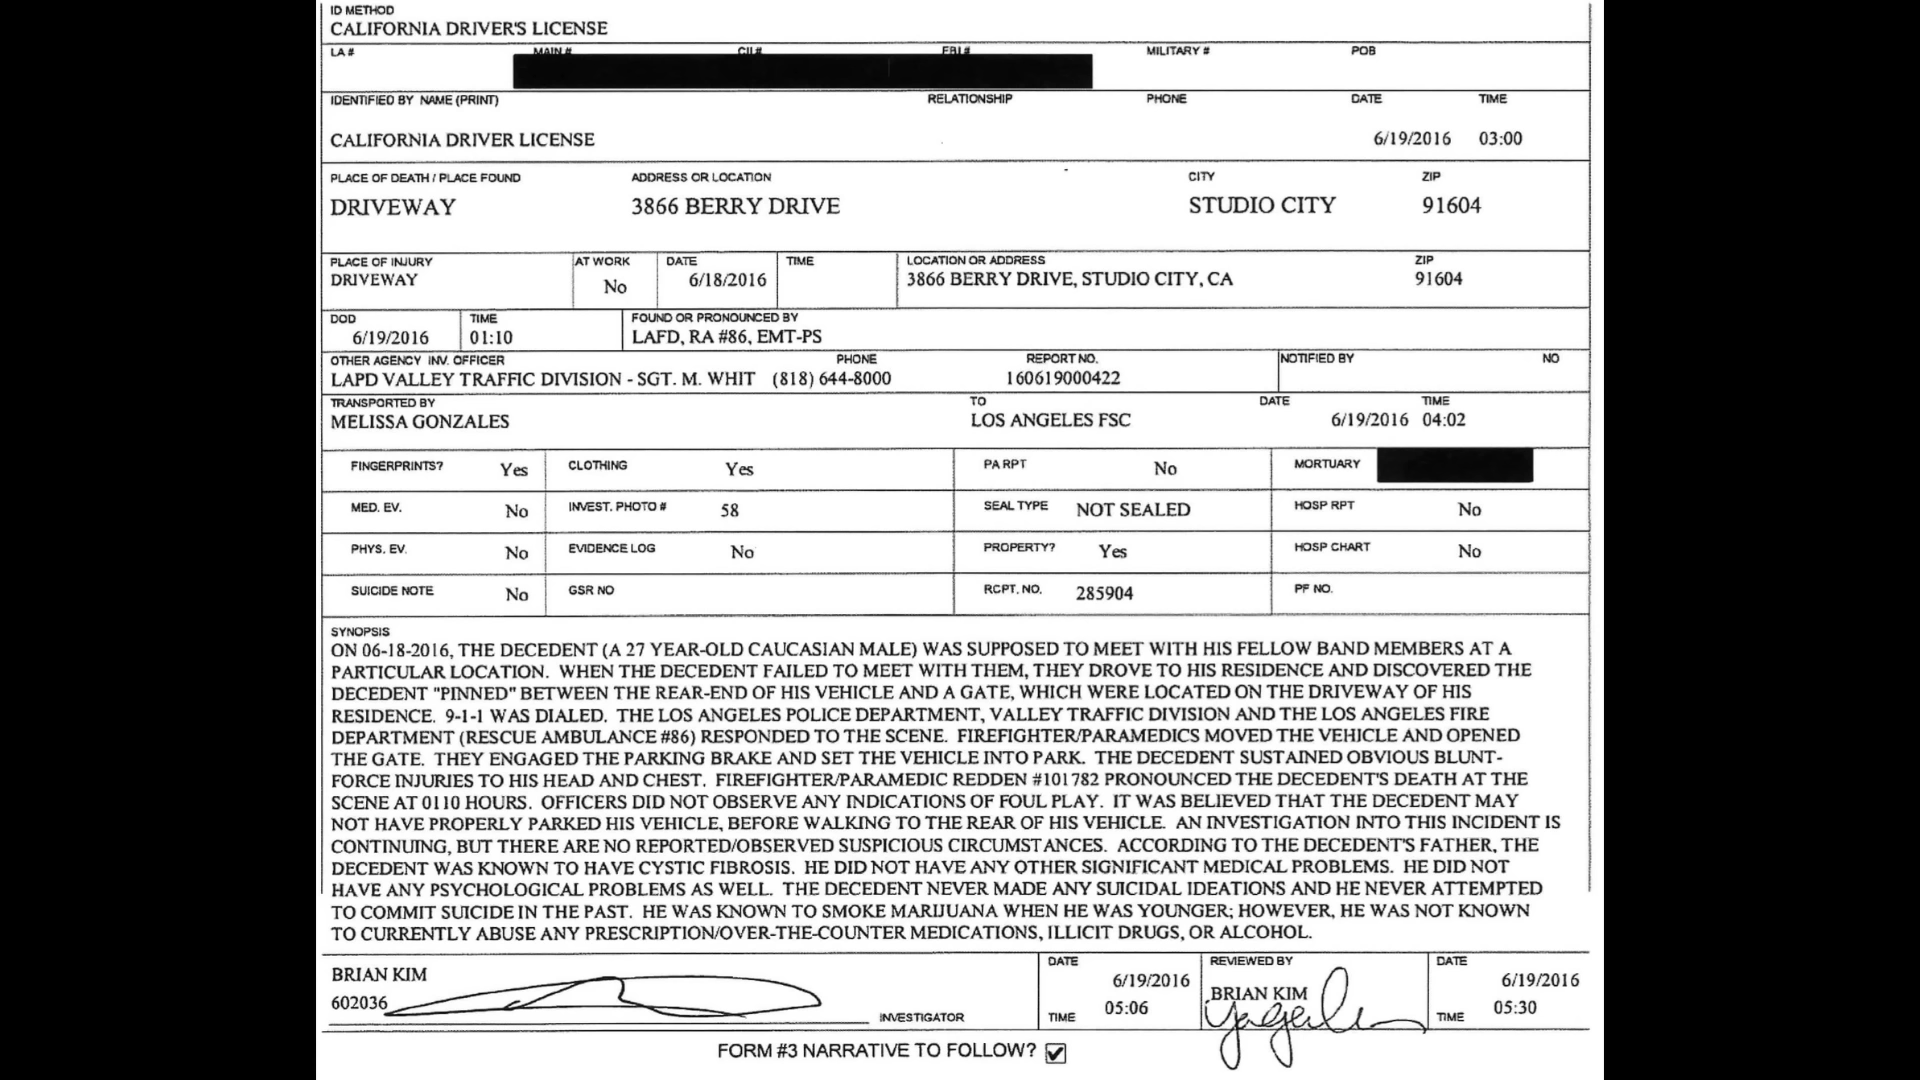 ID METHOD
CALIFORNIA DRIVER'S LICENSE
LA # MAIN # CII # FBI # MILITARY # POB
IDENTIFIED BY NAME (PRINT) RELATIONSHIP PHONE DATE TIME
CALIFORNIA DRIVER LICENSE 6/19/2016 03:00
PLACE OF DEATH / PLACE FOUND ADDRESS OR LOCATION CITY ZIP
DRIVEWAY 3866 BERRY DRIVE STUDIO CITY 91604
PLACE OF INJURY AT WORK DATE TIME LOCATION OR ADDRESS ZIP
DRIVEWAY No 6/18/2016 3866 BERRY DRIVE, STUDIO CITY, CA 91604
DOD TIME FOUND OR PRONOUNCED BY
6/19/2016 01:10 LAFD, RA #86, EMT-PS
OTHER AGENCY INV. OFFICER PHONE REPORT NO. NOTIFIED BY NO
LAPD VALLEY TRAFFIC DIVISION - SGT. M. WHIT (818) 644-8000 160619000422
TRANSPORTED BY TO DATE TIME
MELISSA GONZALES LOS ANGELES FSC 6/19/2016 04:02
FINGERPRINTS? Yes CLOTHING Yes PA RPT No MORTUARY
MED. EV. No INVEST. PHOTO # 58 SEAL TYPE NOT SEALED HOSP RPT No
PHYS. EV. No EVIDENCE LOG No PROPERTY? Yes HOSP CHART No
SUICIDE NOTE No GSR NO RCPT. NO. 285904 PF NO.
SYNOPSIS
ON 06-18-2016, THE DECEDENT (A 27 YEAR-OLD CAUCASIAN MALE) WAS SUPPOSED TO MEET WITH HIS FELLOW BAND MEMBERS AT A
PARTICULAR LOCATION. WHEN THE DECEDENT FAILED TO MEET WITH THEM, THEY DROVE TO HIS RESIDENCE AND DISCOVERED THE
DECEDENT "PINNED" BETWEEN THE REAR-END OF HIS VEHICLE AND A GATE, WHICH WERE LOCATED ON THE DRIVEWAY OF HIS
RESIDENCE. 9-1-1 WAS DIALED. THE LOS ANGELES POLICE DEPARTMENT, VALLEY TRAFFIC DIVISION AND THE LOS ANGELES FIRE
DEPARTMENT (RESCUE AMBULANCE #86) RESPONDED TO THE SCENE. FIREFIGHTER/PARAMEDICS MOVED THE VEHICLE AND OPENED
THE GATE. THEY ENGAGED THE PARKING BRAKE AND SET THE VEHICLE INTO PARK. THE DECEDENT SUSTAINED OBVIOUS BLUNT-
FORCE INJURIES TO HIS HEAD AND CHEST. FIREFIGHTER/PARAMEDIC REDDEN #101782 PRONOUNCED THE DECEDENT'S DEATH AT THE
SCENE AT 0110 HOURS. OFFICERS DID NOT OBSERVE ANY INDICATIONS OF FOUL PLAY. IT WAS BELIEVED THAT THE DECEDENT MAY
NOT HAVE PROPERLY PARKED HIS VEHICLE, BEFORE WALKING TO THE REAR OF HIS VEHICLE. AN INVESTIGATION INTO THIS INCIDENT IS
CONTINUING, BUT THERE ARE NO REPORTED/OBSERVED SUSPICIOUS CIRCUMSTANCES. ACCORDING TO THE DECEDENT'S FATHER, THE
DECEDENT WAS KNOWN TO HAVE CYSTIC FIBROSIS. HE DID NOT HAVE ANY OTHER SIGNIFICANT MEDICAL PROBLEMS. HE DID NOT
HAVE ANY PSYCHOLOGICAL PROBLEMS AS WELL. THE DECEDENT NEVER MADE ANY SUICIDAL IDEATIONS AND HE NEVER ATTEMPTED
TO COMMIT SUICIDE IN THE PAST. HE WAS KNOWN TO SMOKE MARIJUANA WHEN HE WAS YOUNGER; HOWEVER, HE WAS NOT KNOWN
TO CURRENTLY ABUSE ANY PRESCRIPTION/OVER-THE-COUNTER MEDICATIONS, ILLICIT DRUGS, OR ALCOHOL.
DATE REVIEWED BY DATE
BRIAN KIM 6/19/2016 BRIAN KIM 6/19/2016
602036 INVESTIGATOR TIME 05:06 TIME 05:30
FORM #3 NARRATIVE TO FOLLOW?